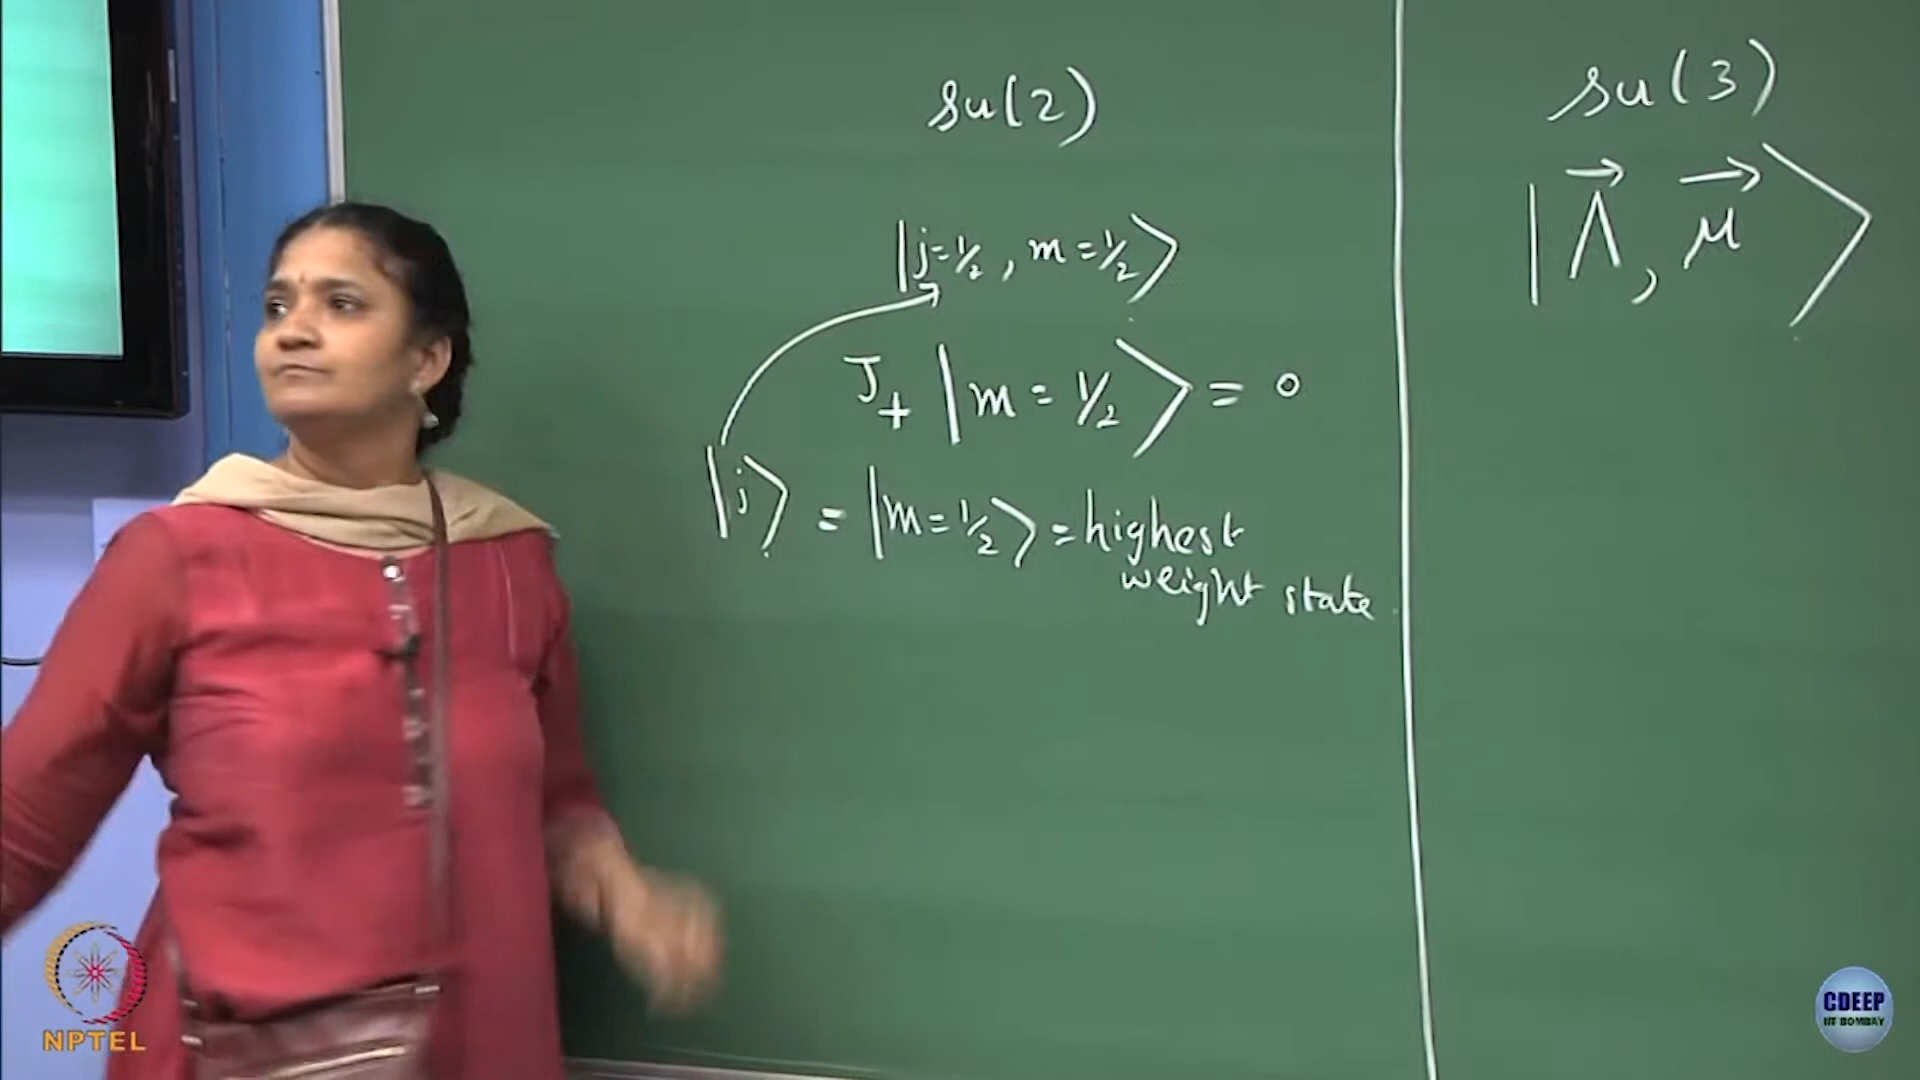 su(2)
|j=1/2, m=1/2⟩
J₊ |m=1/2⟩ = 0
|j⟩ = |m=1/2⟩ = highest
weight state.
su(3)
|Λ⃗, μ⃗⟩
NPTEL
CDEEP
IIT BOMBAY